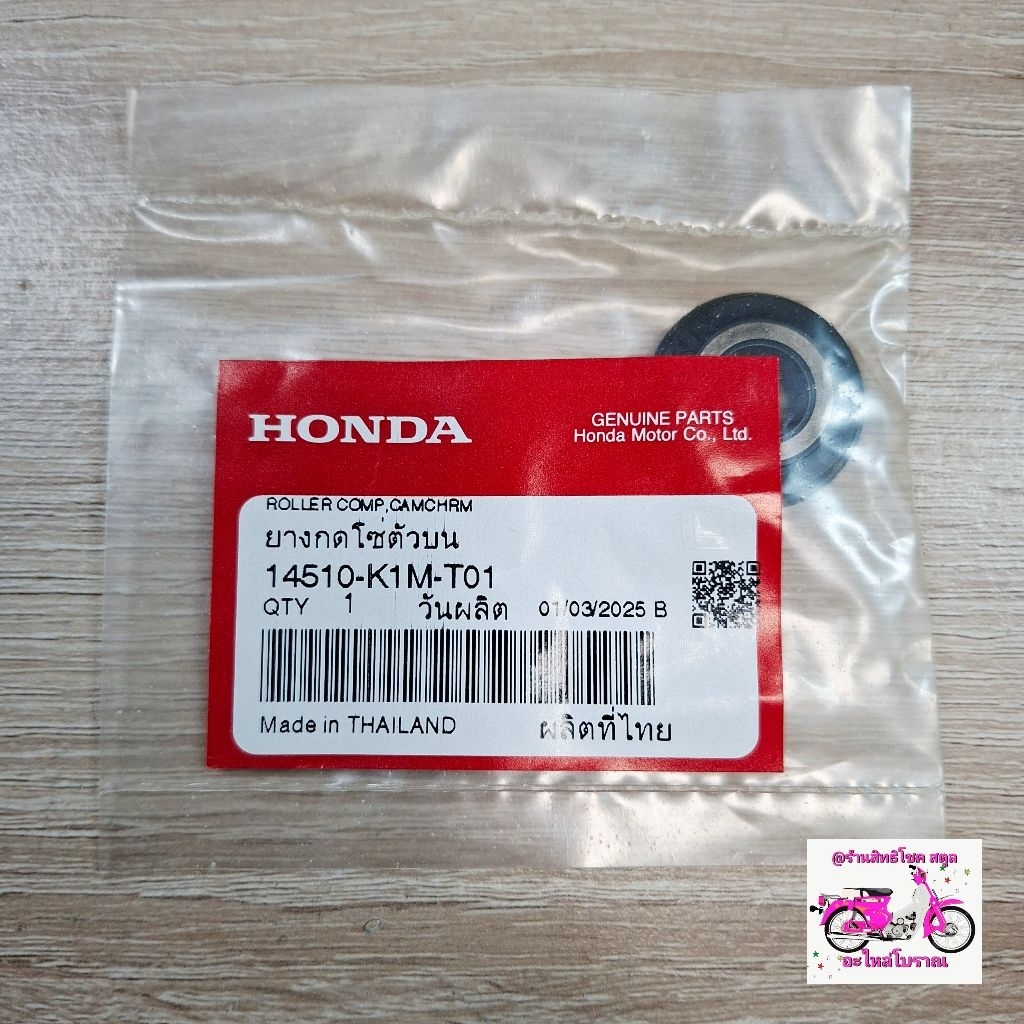 HONDA
GENUINE PARTS
Honda Motor Co., Ltd.
ROLLER COMP,CAMCHRM
ยางกดโซ่ตัวบน
14510-K1M-T01
QTY 1 วันผลิต 01/03/2025 B
Made in THAILAND ผลิตที่ไทย
@ร้านสิทธิโชค สตูล
อะไหล่โบราณ